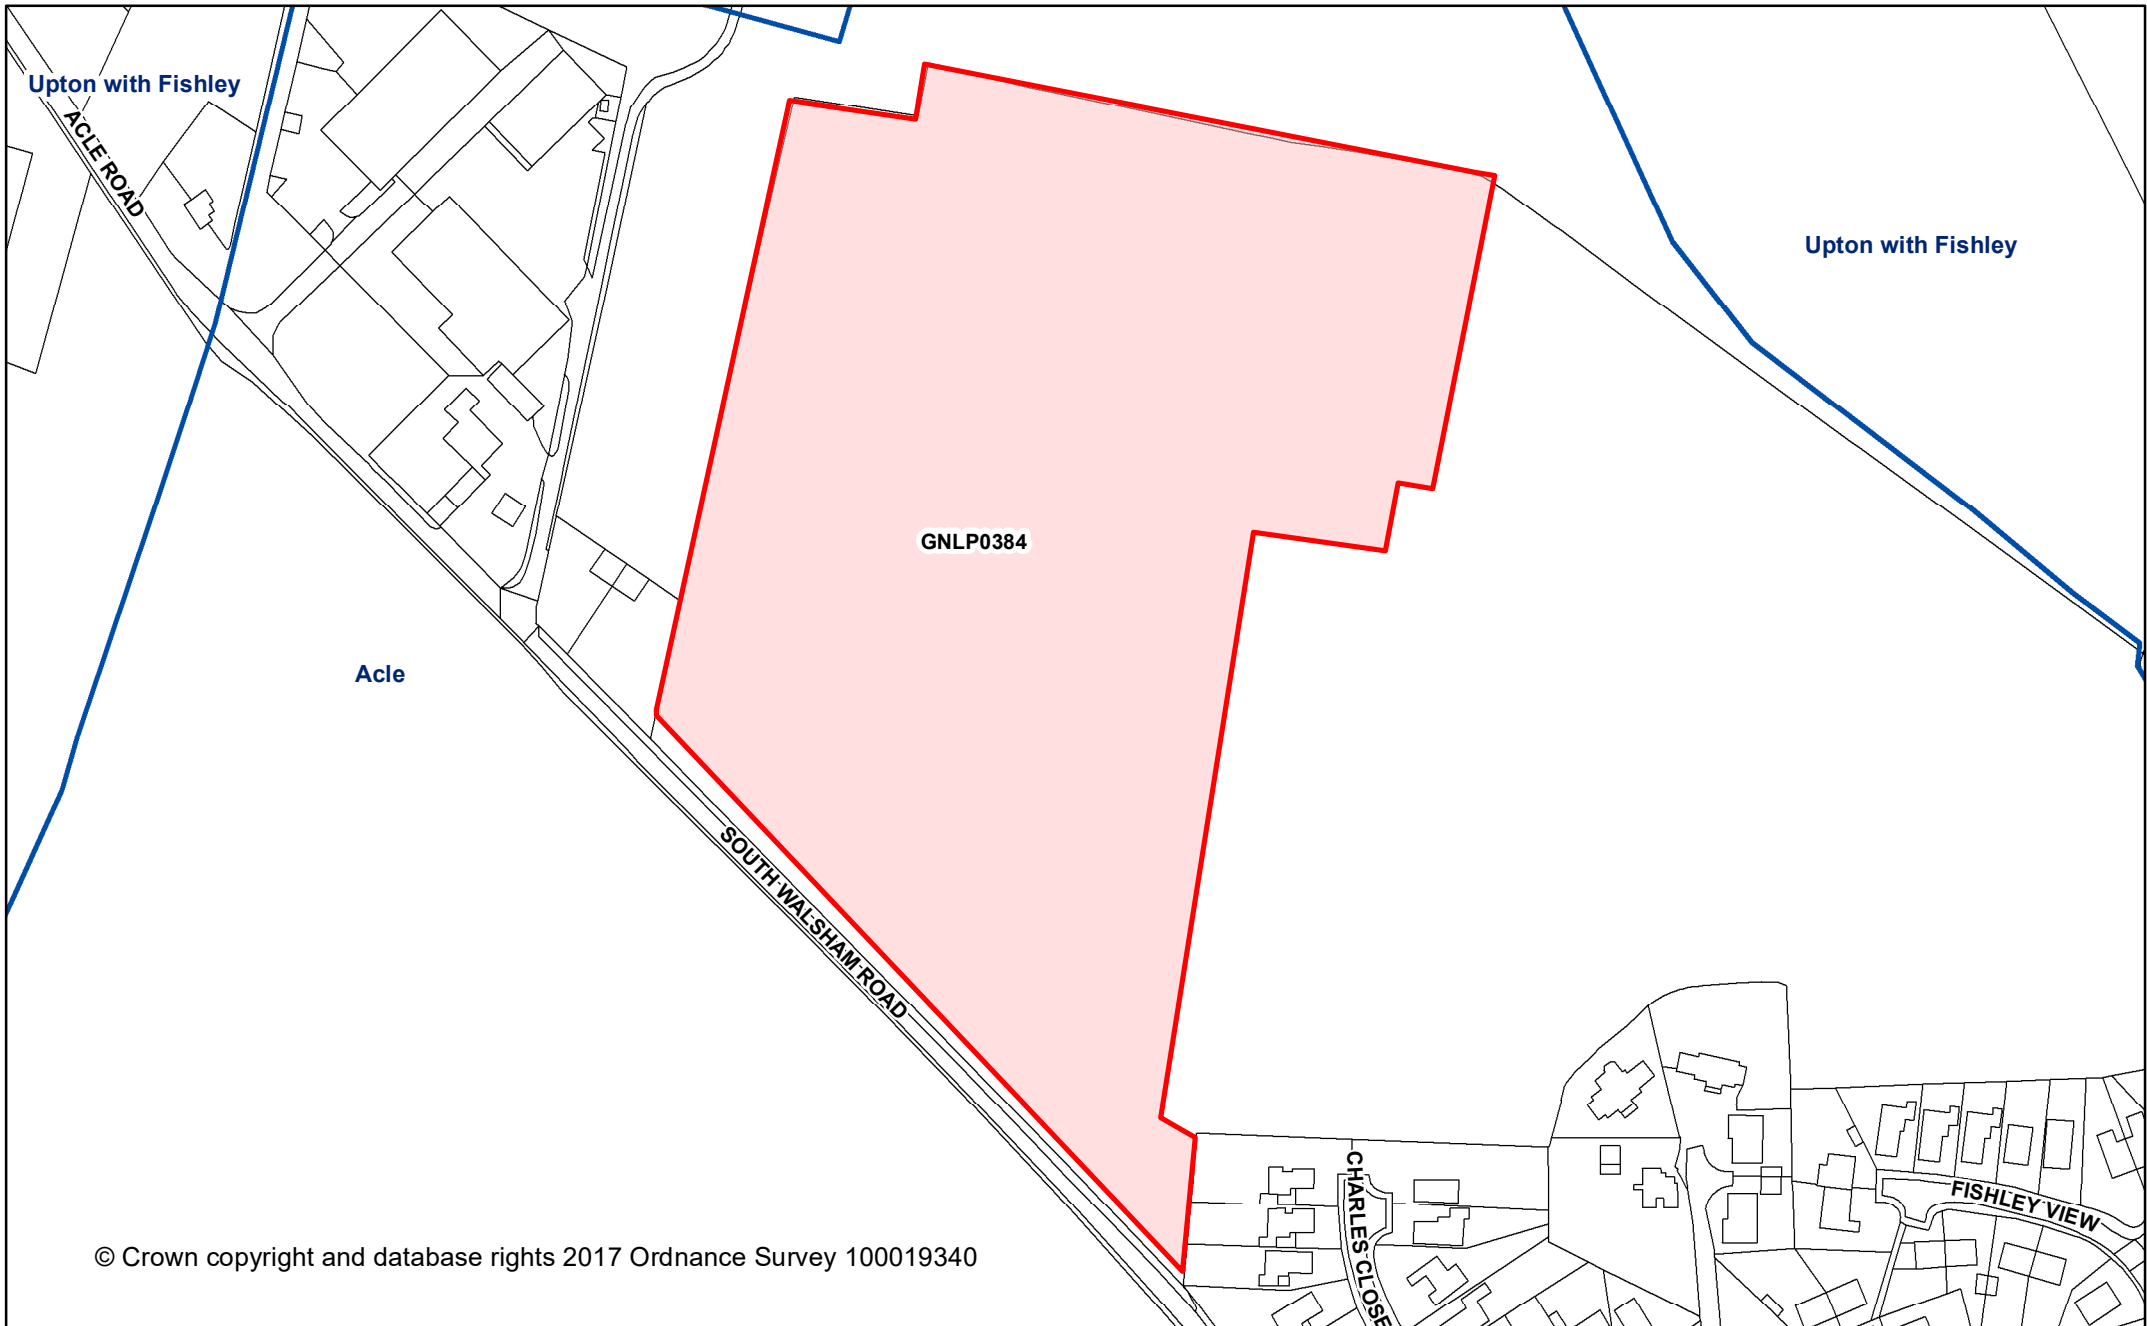 Upton with Fishley
ACLE ROAD
Upton with Fishley
GNLP0384
Acle
SOUTH WALSHAM ROAD
CHARLES CLOSE
FISHLEY VIEW
© Crown copyright and database rights 2017 Ordnance Survey 100019340